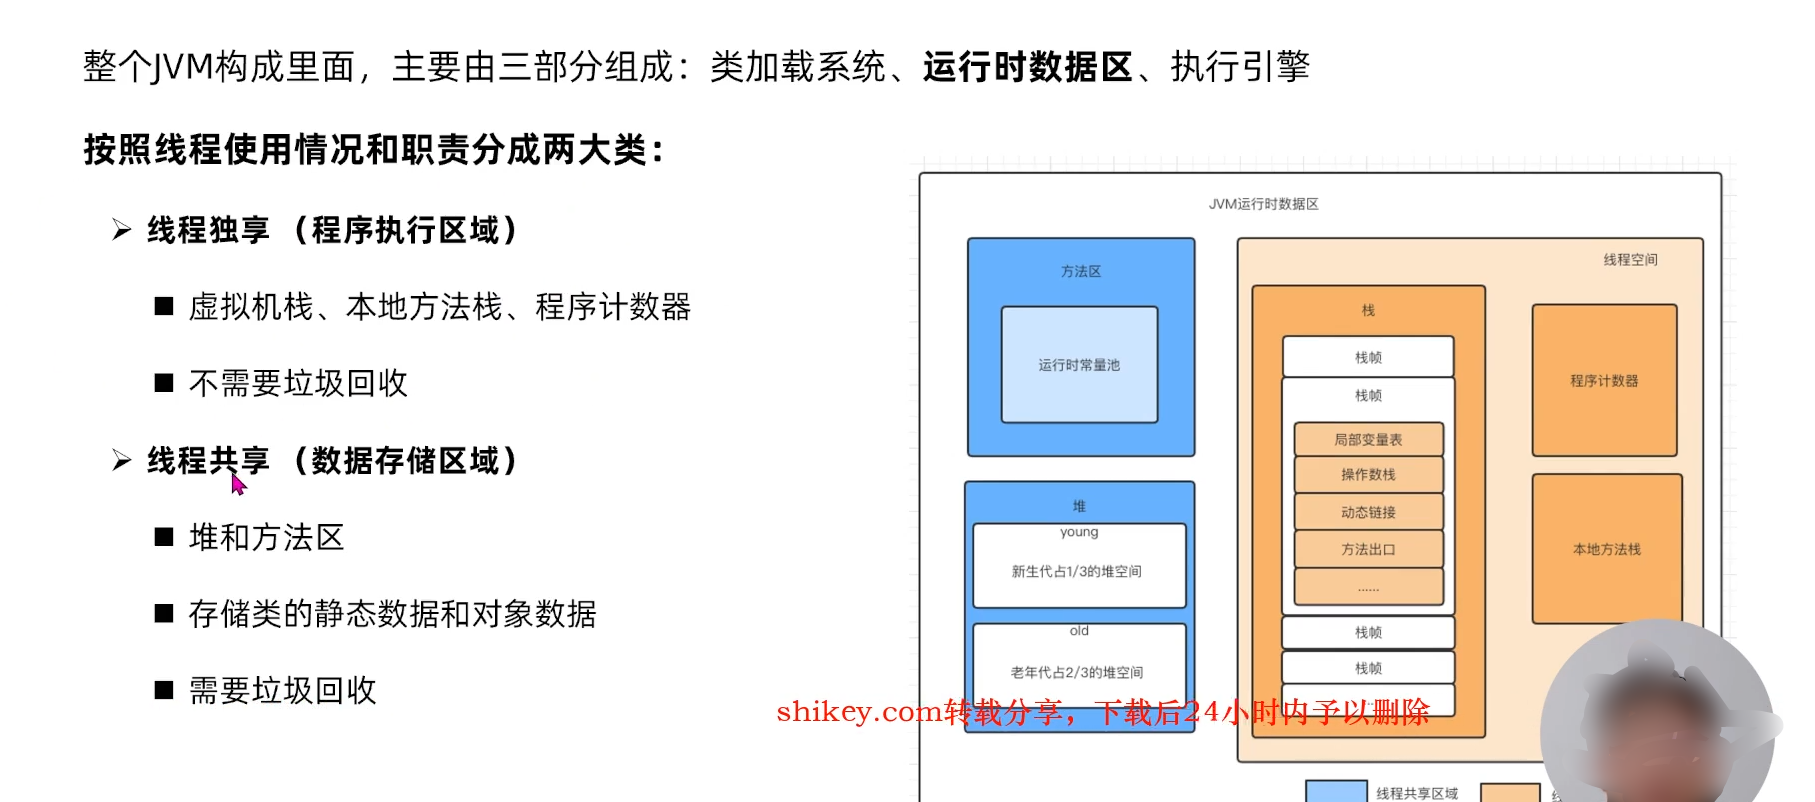 整个JVM构成里面，主要由三部分组成：类加载系统、运行时数据区、执行引擎
按照线程使用情况和职责分成两大类：
线程独享 （程序执行区域）
虚拟机栈、本地方法栈、程序计数器
不需要垃圾回收
线程共享 （数据存储区域）
堆和方法区
存储类的静态数据和对象数据
需要垃圾回收
JVM运行时数据区
方法区
运行时常量池
堆
young
新生代占1/3的堆空间
old
老年代占2/3的堆空间
线程空间
栈
栈帧
栈帧
局部变量表
操作数栈
动态链接
方法出口
......
栈帧
栈帧
程序计数器
本地方法栈
shikey.com转载分享，下载后24小时内予以删除
线程共享区域